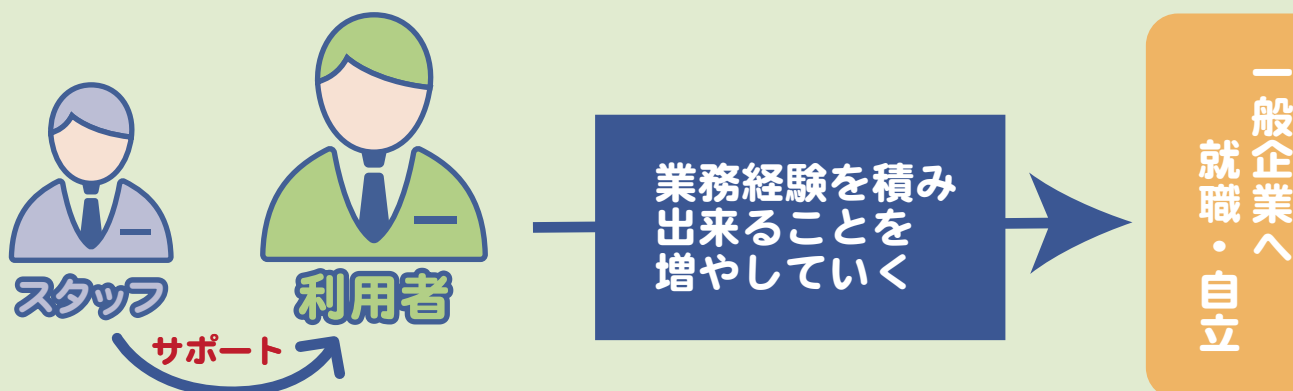 スタッフ
利用者
サポート
業務経験を積み
出来ることを
増やしていく
一般企業へ
就職・自立